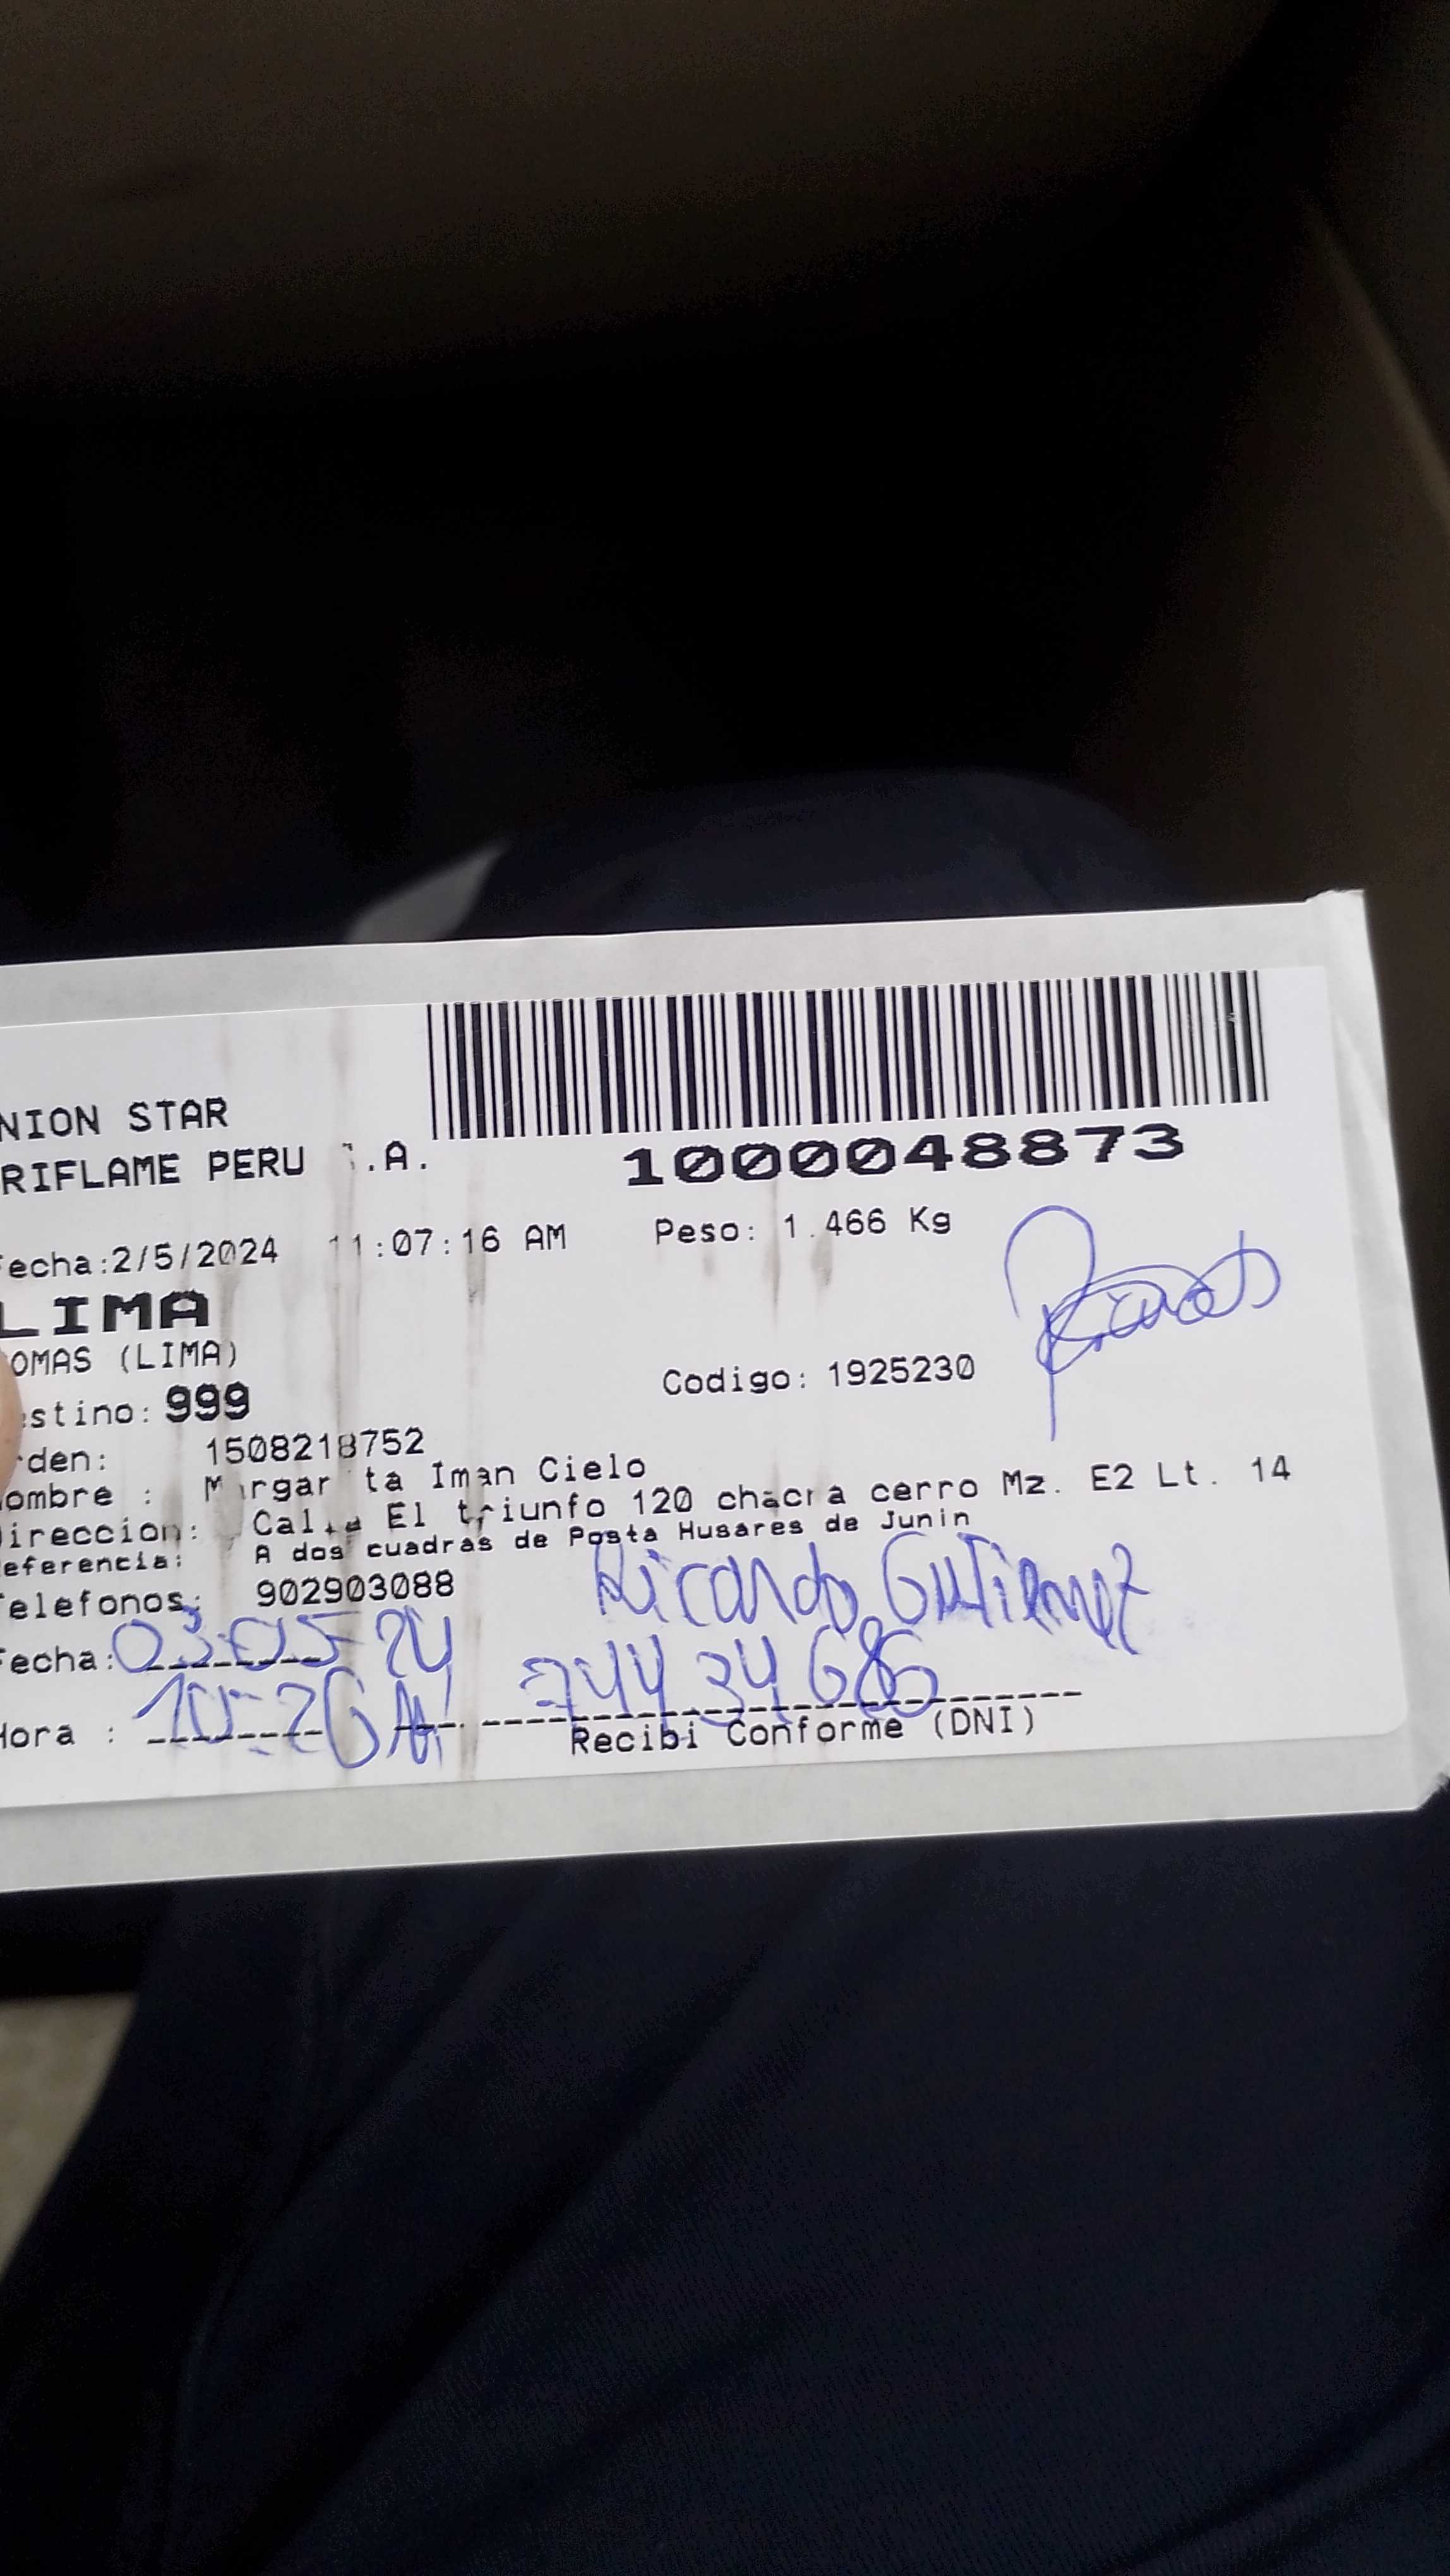 NION STAR
RIFLAME PERU .A.
1000048873
echa:2/5/2024 11:07:16 AM Peso: 1.466 Kg
LIMA
OMAS (LIMA)
Codigo: 1925230
stino: 999
den: 1508218752
ombre : M rgar ta Iman Cielo
ireccion: El triunfo 120 chacra cerro Mz. E2 Lt. 14
eferencia: A dos cuadras de Posta Husares de Junin
elefonos: 902903088
Ricardo Gutierrez
echa: 03-05-24
74434686
ora :
Recibi Conforme (DNI)